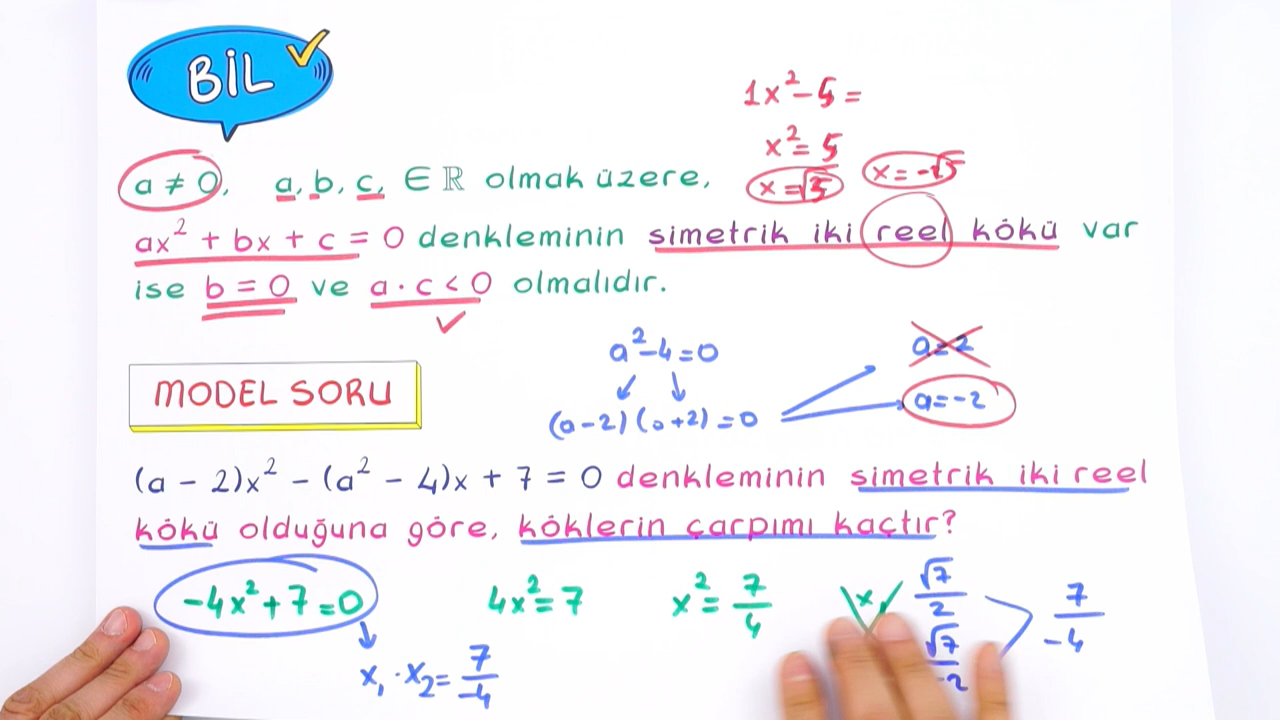 BİL
1x² - 5 =
x² = 5
x = √5 x = -√5
a ≠ 0, a, b, c, ∈ ℝ olmak üzere,
ax² + bx + c = 0 denkleminin simetrik iki reel kökü var
ise b = 0 ve a · c < 0 olmalıdır.
a² - 4 = 0
a = 2
MODEL SORU
a = -2
(a - 2) (a + 2) = 0
(a - 2)x² - (a² - 4)x + 7 = 0 denkleminin simetrik iki reel
kökü olduğuna göre, köklerin çarpımı kaçtır?
-4x² + 7 = 0 4x² = 7 x² = 7/4 x √7/2 7/-4
x₁ · x₂ = 7/-4